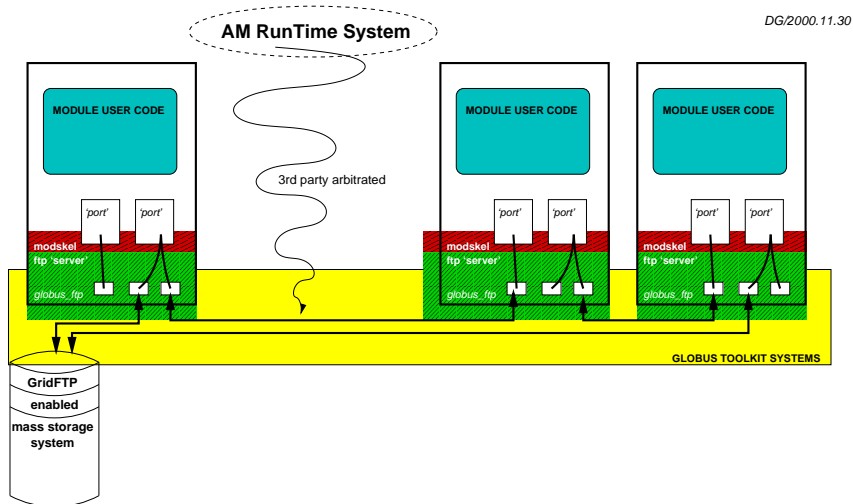 AM RunTime System
DG/2000.11.30
MODULE USER CODE
MODULE USER CODE
MODULE USER CODE
3rd party arbitrated
'port'
'port'
'port'
'port'
'port'
'port'
modskel
ftp 'server'
globus_ftp
modskel
ftp 'server'
globus_ftp
modskel
ftp 'server'
globus_ftp
GLOBUS TOOLKIT SYSTEMS
GridFTP
enabled
mass storage
system